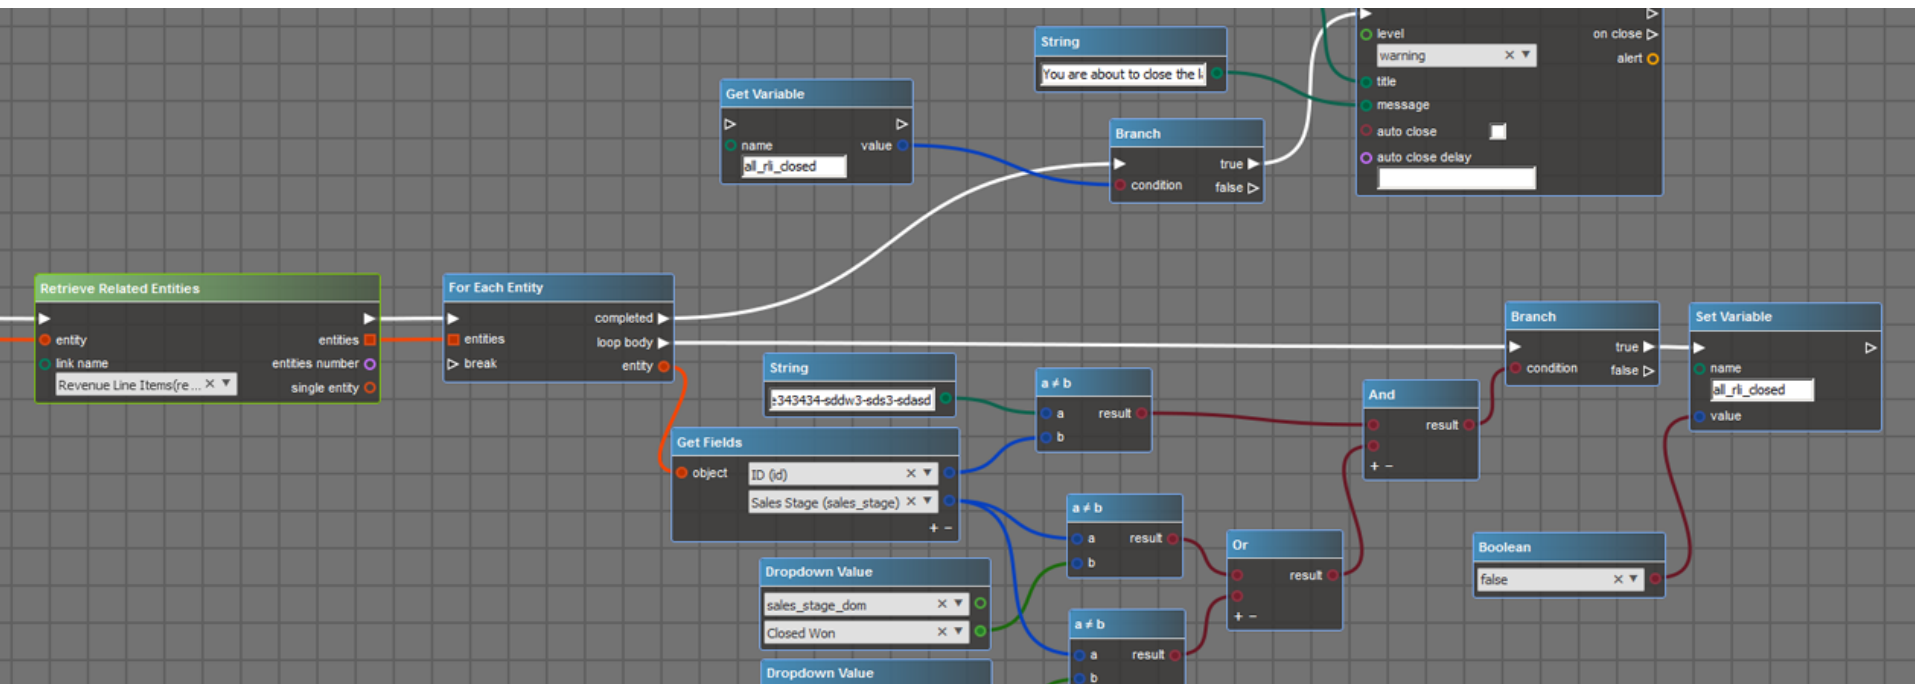 String
You are about to close the l
level
on close
warning
alert
title
message
auto close
auto close delay
Get Variable
name
value
all_rli_closed
Branch
true
condition
false
Retrieve Related Entities
entity
entities
link name
entities number
Revenue Line Items(re ...
single entity
For Each Entity
completed
entities
loop body
break
entity
String
343434-sddw3-sds3-sdasd
Get Fields
object
ID (id)
Sales Stage (sales_stage)
+ −
a ≠ b
a
result
b
And
result
+ −
Branch
true
condition
false
Set Variable
name
all_rli_closed
value
a ≠ b
a
result
b
Or
result
+ −
Boolean
false
Dropdown Value
sales_stage_dom
Closed Won
a ≠ b
a
result
b
Dropdown Value